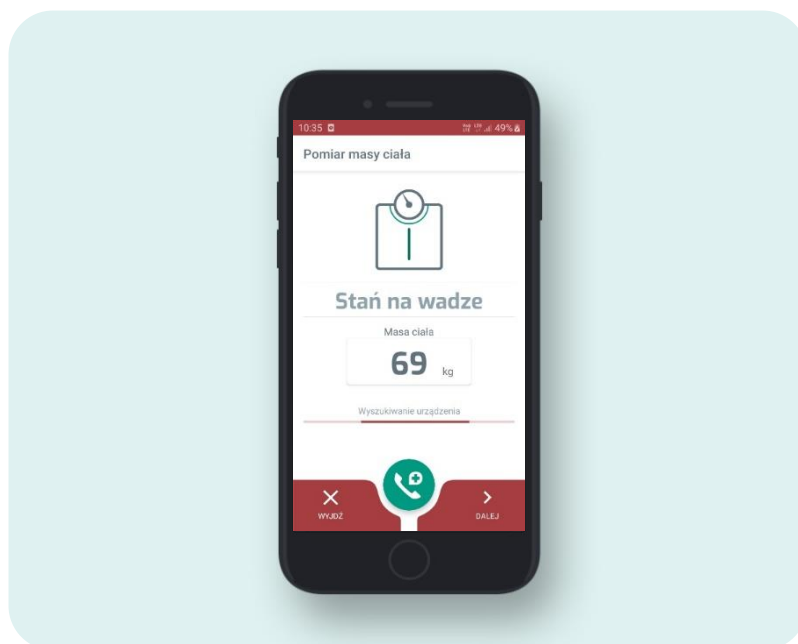 10:35
49%
Pomiar masy ciała
Stań na wadze
Masa ciała
69 kg
Wyszukiwanie urządzenia
WYJDŹ
DALEJ